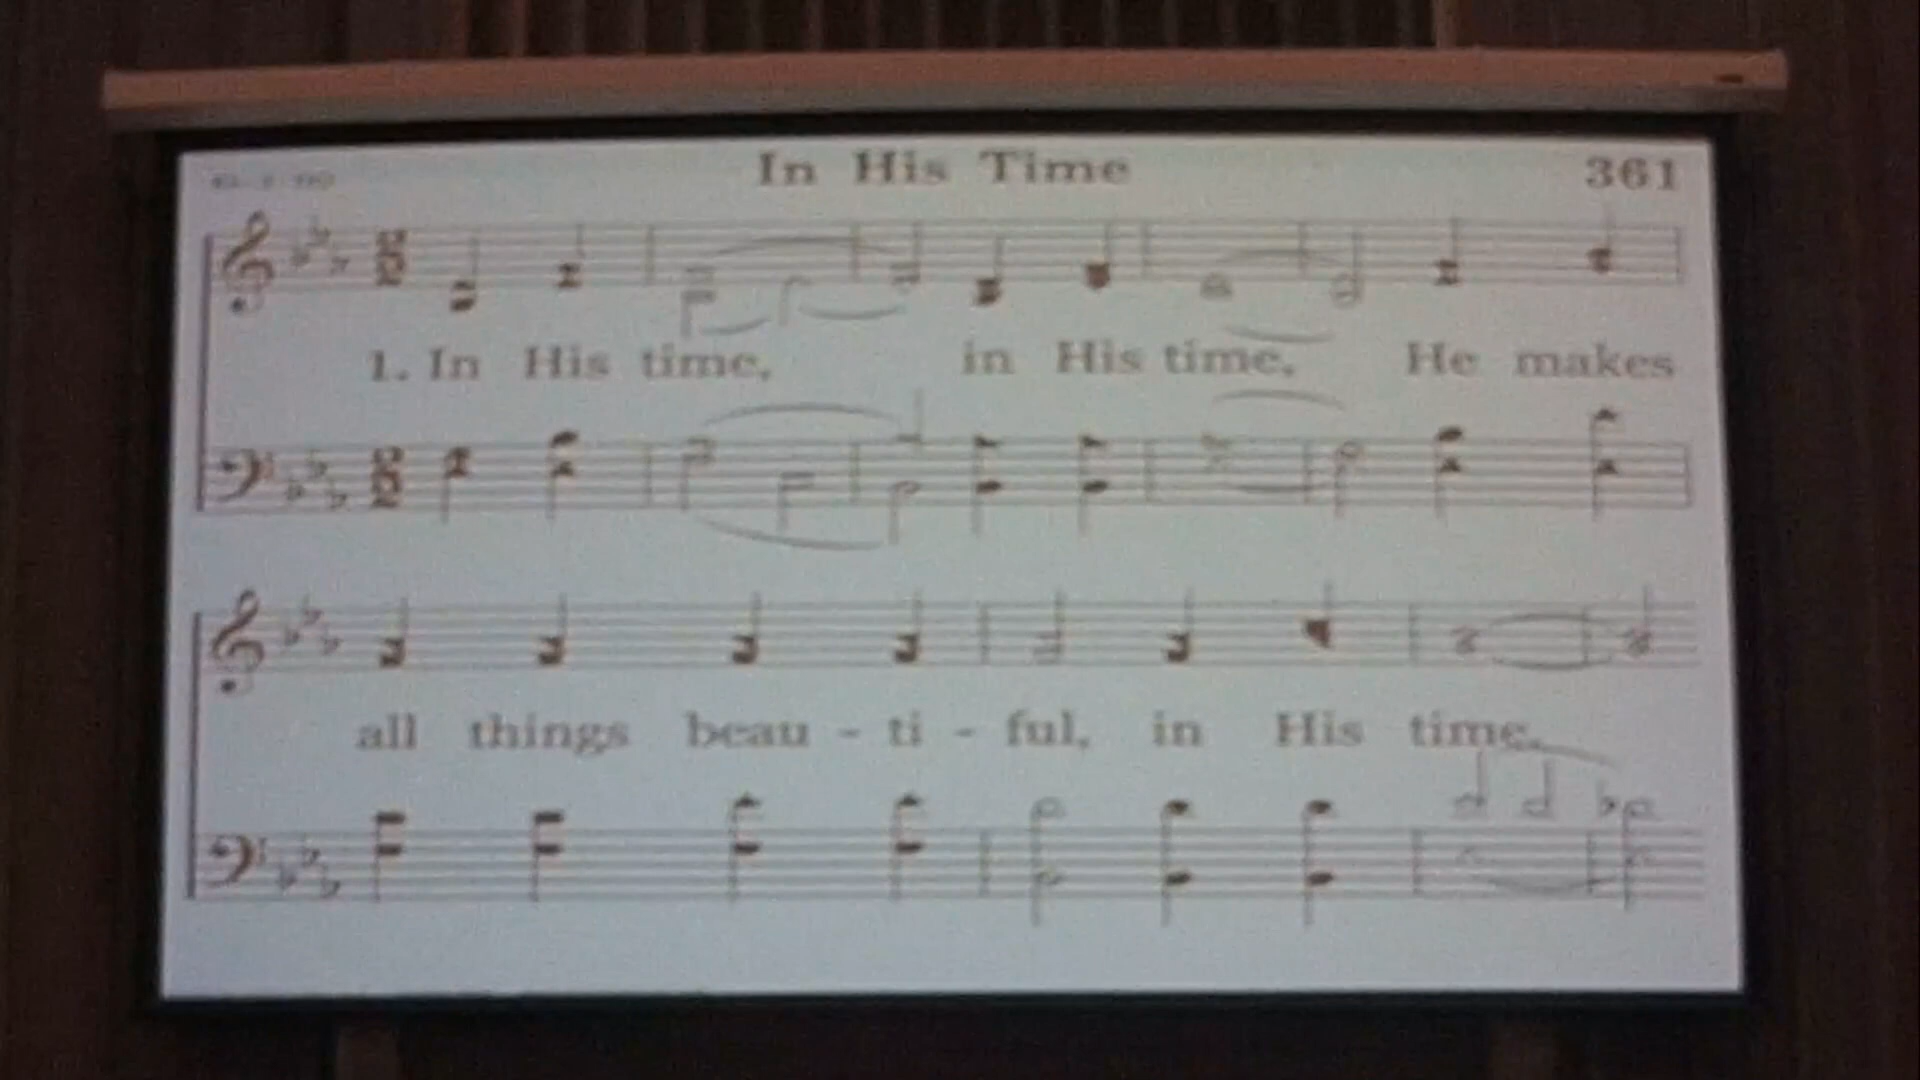 In His Time 361
1. In His time, in His time, He makes
all things beau - ti - ful, in His time.